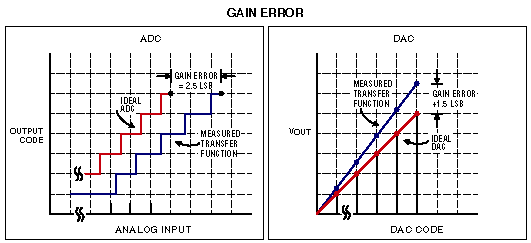 GAIN ERROR
ADC
GAIN ERROR
= 2.5 LSB
IDEAL
ADC
OUTPUT
CODE
MEASURED
TRANSFER
FUNCTION
ANALOG INPUT
DAC
MEASURED
TRANSFER
FUNCTION
GAIN ERROR
+1.5 LSB
VOUT
IDEAL
DAC
DAC CODE